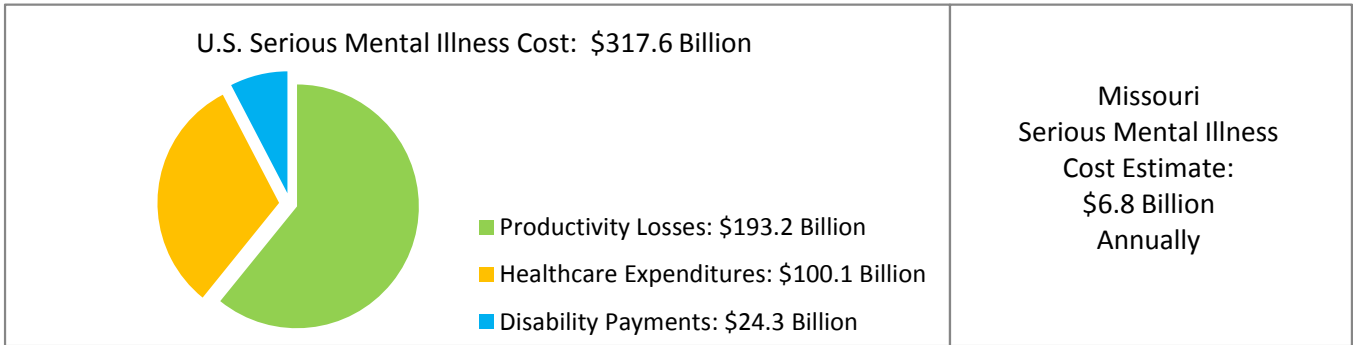 U.S. Serious Mental Illness Cost: $317.6 Billion
Productivity Losses: $193.2 Billion
Healthcare Expenditures: $100.1 Billion
Disability Payments: $24.3 Billion
Missouri
Serious Mental Illness
Cost Estimate:
$6.8 Billion
Annually